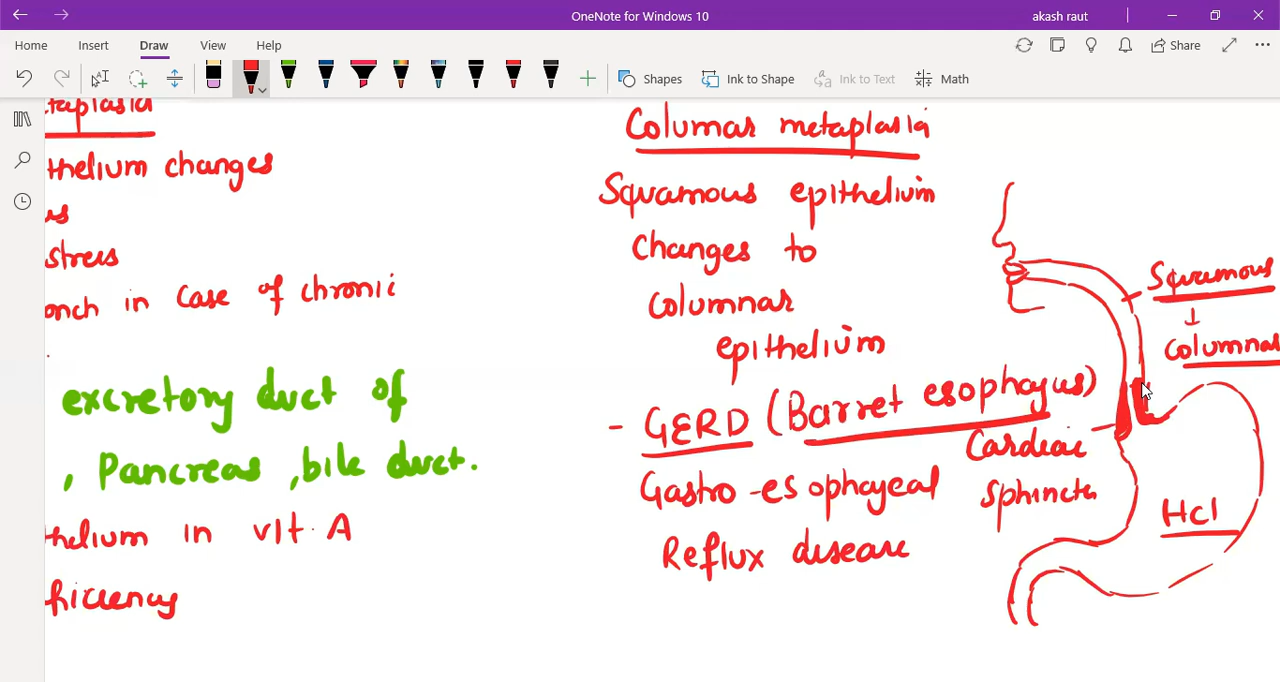 OneNote for Windows 10
akash raut
Home Insert Draw View Help
Share
Shapes
Ink to Shape
Ink to Text
Math
etaplasia
thelium changes
us
stress
onch in case of chronic
excretory duct of
, Pancreas, bile duct.
thelium in vit. A
ficiency
Columar metaplasia
Squamous epithelium
Changes to
columnar
epithelium
- GERD (Barret esophagus)
Gastro-esophageal
Reflux disease
Squamous
↓
columnar
Cardiac
sphincter
Hcl